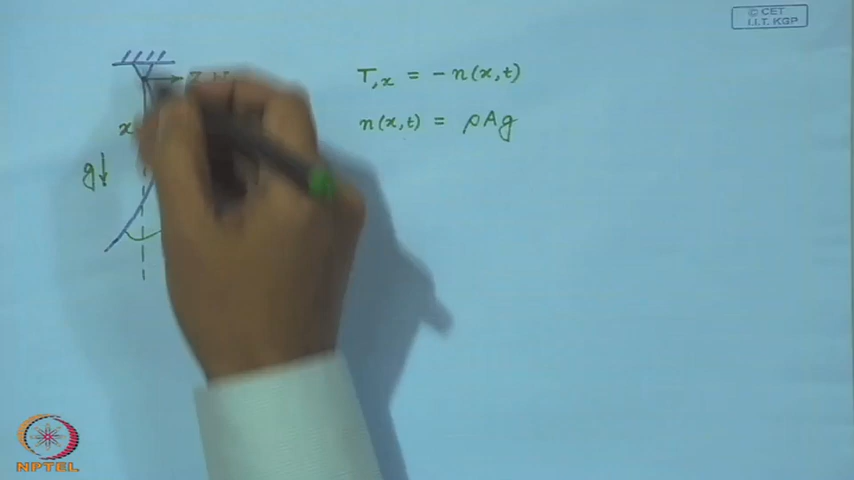 © CET
I.I.T. KGP
T,x = -n(x,t)
x
n(x,t) = ρAg
g↓
NPTEL